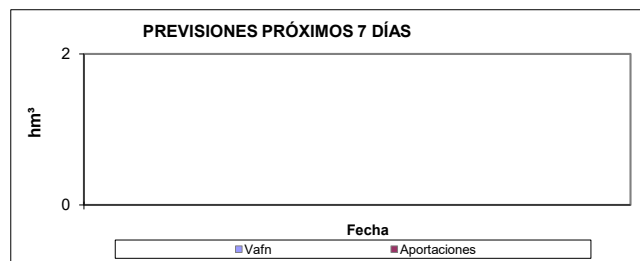 PREVISIONES PRÓXIMOS 7 DÍAS
2
hm³
0
Fecha
Vafn Aportaciones